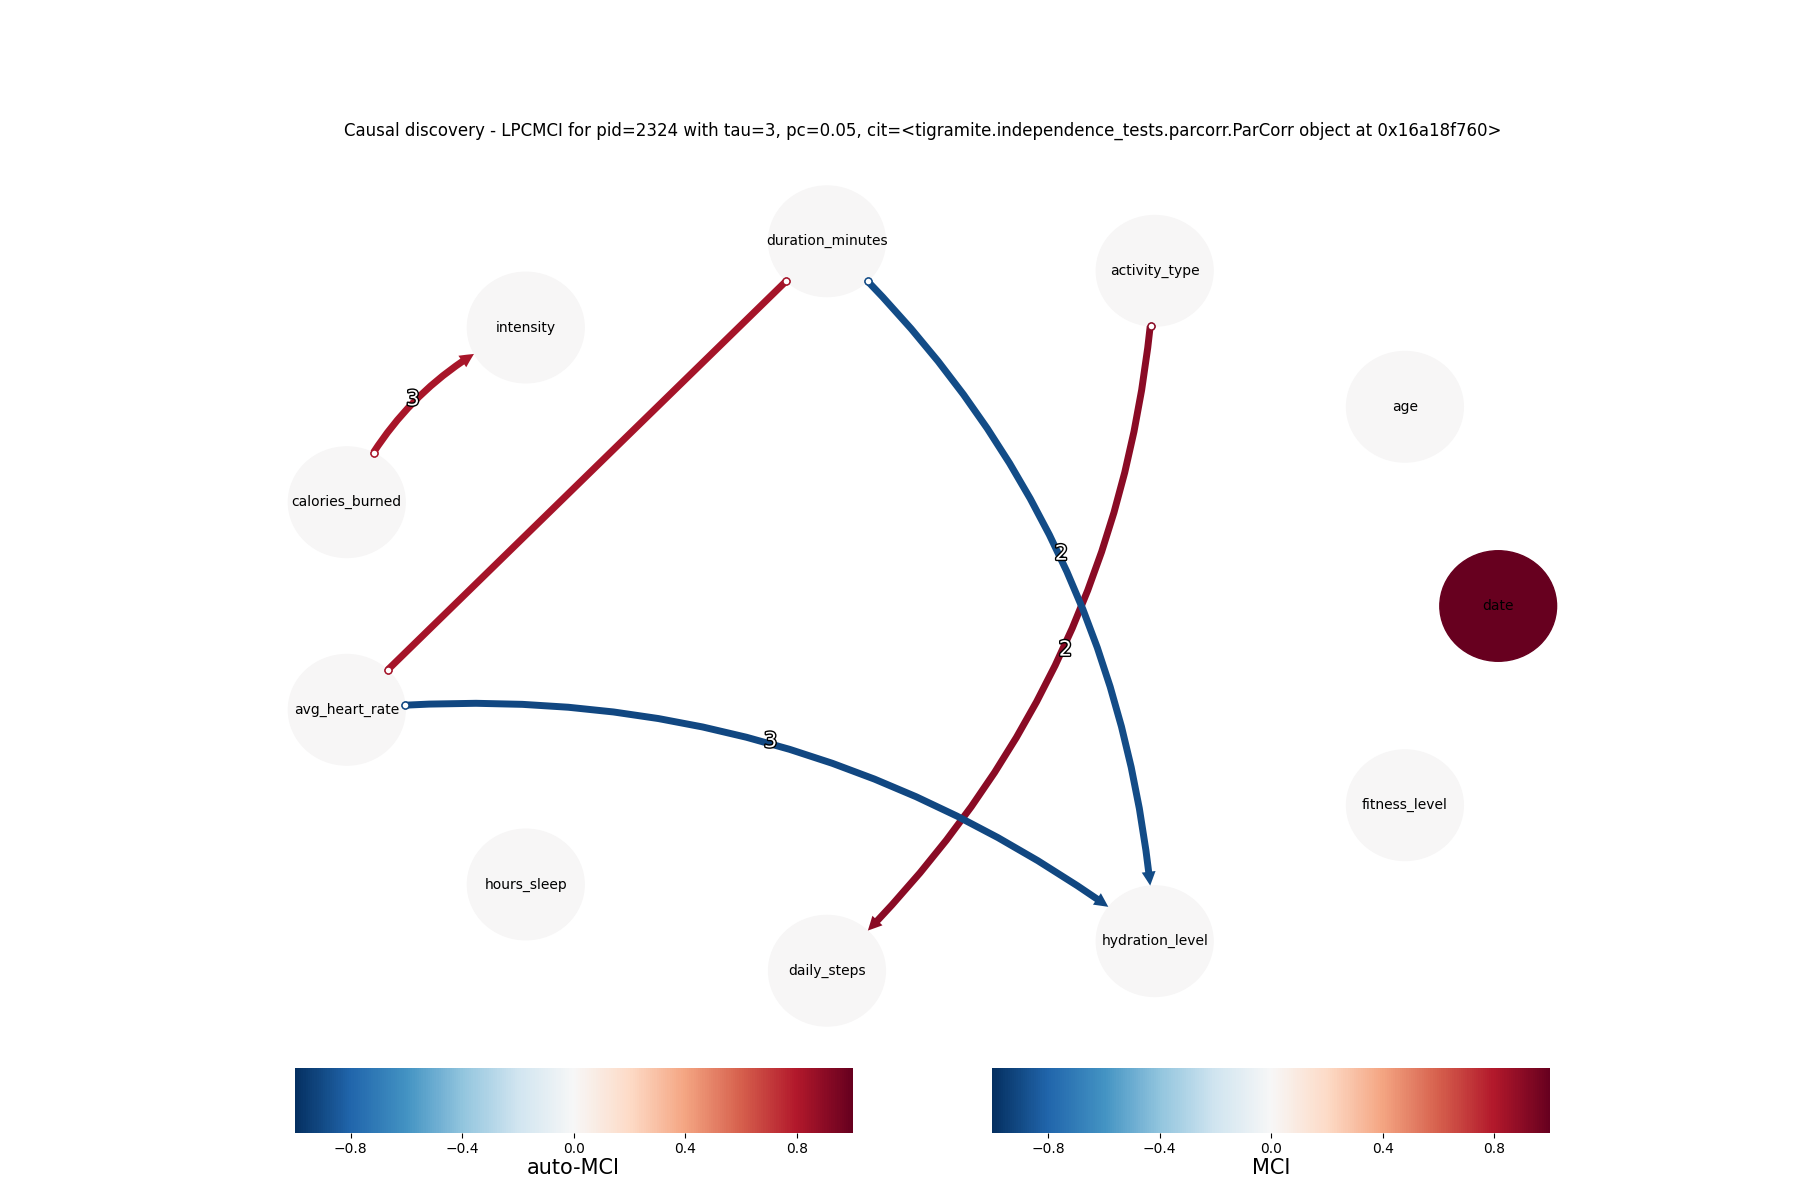 Causal discovery - LPCMCI for pid=2324 with tau=3, pc=0.05, cit=<tigramite.independence_tests.parcorr.ParCorr object at 0x16a18f760>
duration_minutes
activity_type
intensity
3
age
calories_burned
2
date
2
avg_heart_rate
3
fitness_level
hours_sleep
hydration_level
daily_steps
−0.8 −0.4 0.0 0.4 0.8
auto-MCI
−0.8 −0.4 0.0 0.4 0.8
MCI